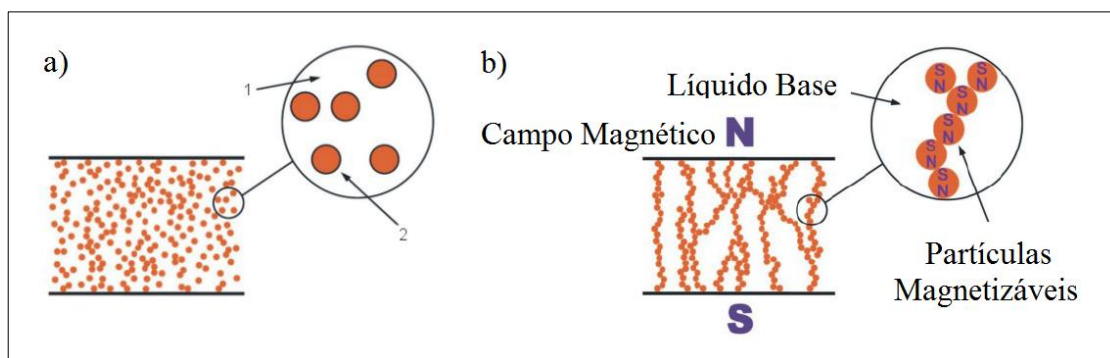 a)
1
2
b)
Líquido Base
Campo Magnético N
S
N
S
N
S
N
S
N
S
N
S
N
S
N
Partículas
Magnetizáveis
S